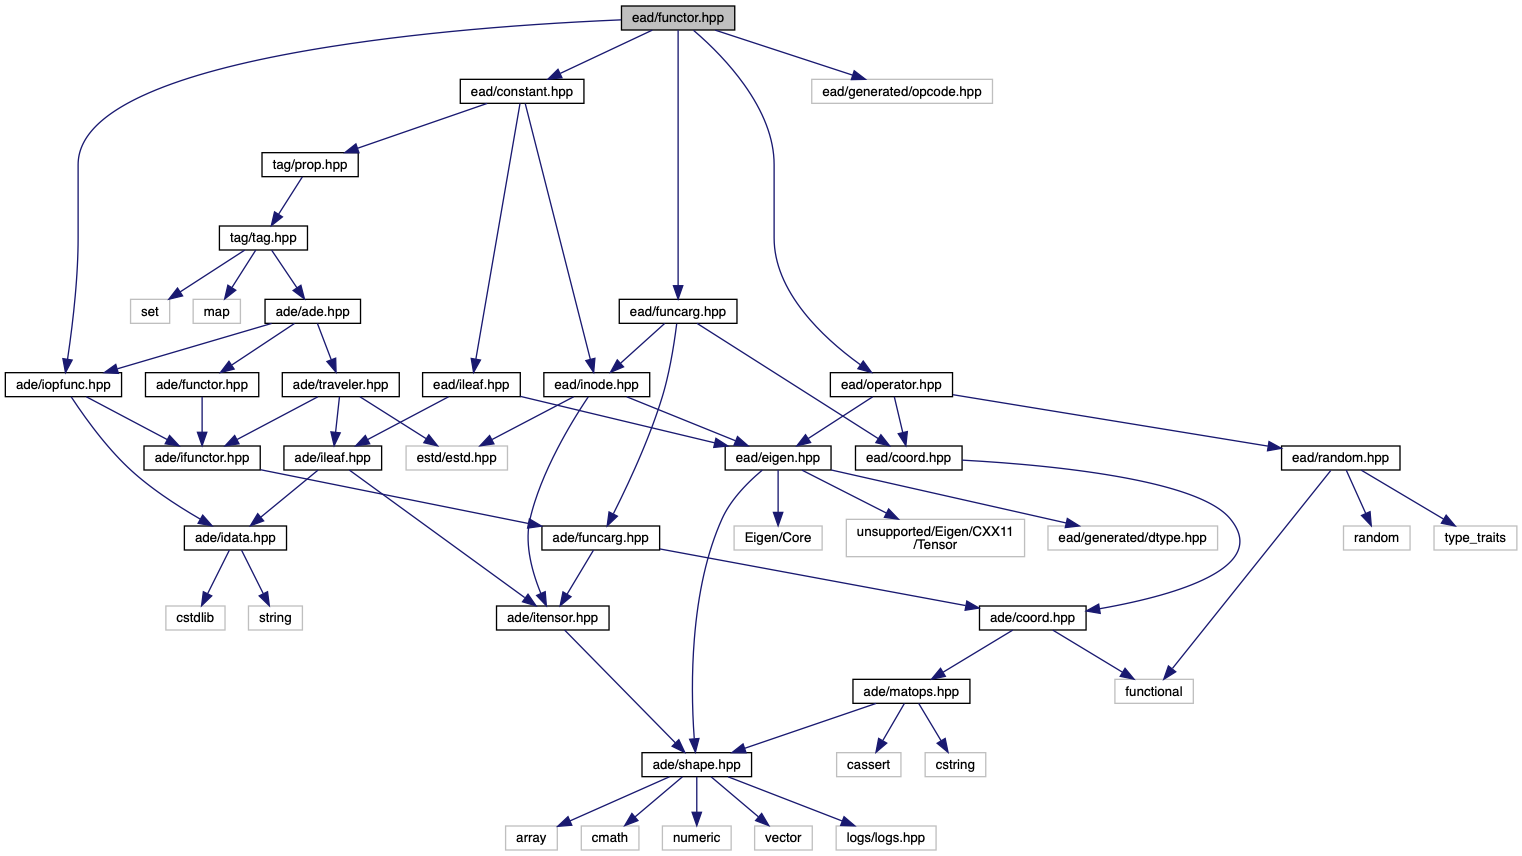 ead/functor.hpp
ead/constant.hpp
ead/generated/opcode.hpp
tag/prop.hpp
tag/tag.hpp
set
map
ade/ade.hpp
ead/funcarg.hpp
ade/iopfunc.hpp
ade/functor.hpp
ade/traveler.hpp
ead/ileaf.hpp
ead/inode.hpp
ead/operator.hpp
ade/ifunctor.hpp
ade/ileaf.hpp
estd/estd.hpp
ead/eigen.hpp
ead/coord.hpp
ead/random.hpp
ade/idata.hpp
ade/funcarg.hpp
Eigen/Core
unsupported/Eigen/CXX11
/Tensor
ead/generated/dtype.hpp
random
type_traits
cstdlib
string
ade/itensor.hpp
ade/coord.hpp
ade/matops.hpp
functional
ade/shape.hpp
cassert
cstring
array
cmath
numeric
vector
logs/logs.hpp